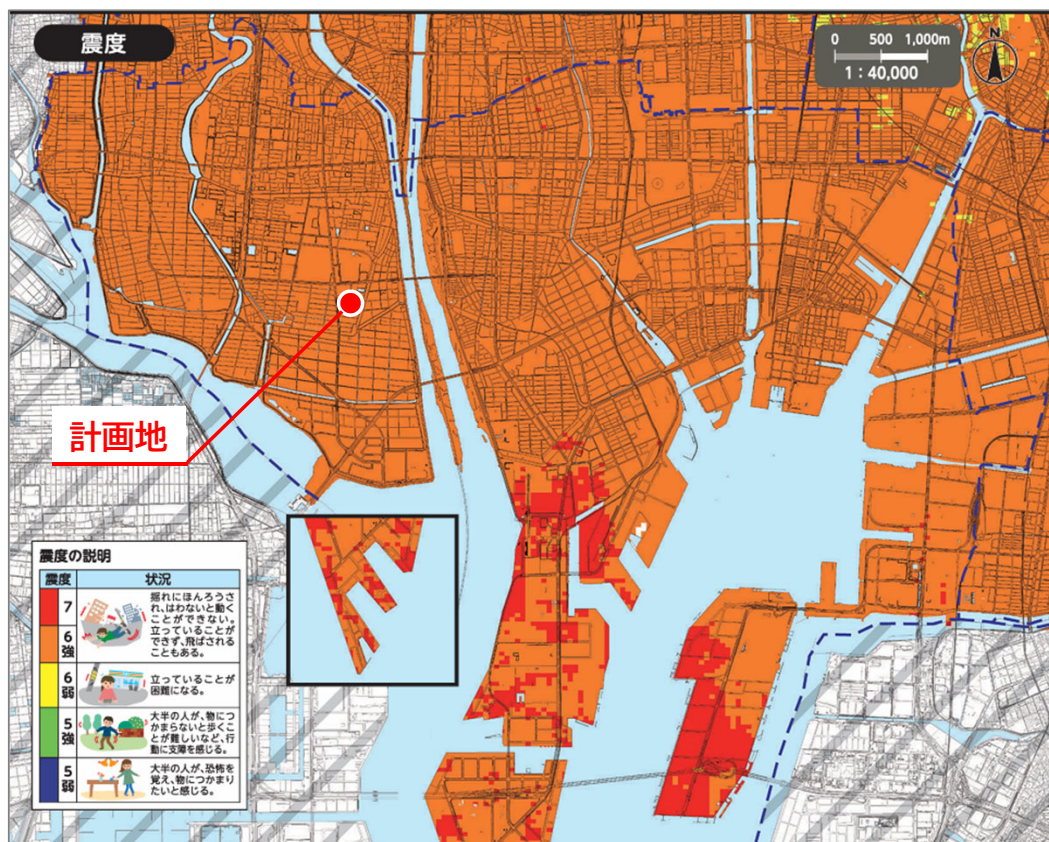 震度
0 500 1,000m
1:40,000
N
計画地
震度の説明
震度 状況
7
揺れにほんろうさ
れ、はわないと動く
ことができない。
立っていることが
できず、飛ばされる
こともある。
6強
6弱
立っていることが
困難になる。
5強
大半の人が、物につ
かまらないと歩くこ
とが難しいなど、行
動に支障を感じる。
5弱
大半の人が、恐怖を
覚え、物につかまり
たいと感じる。